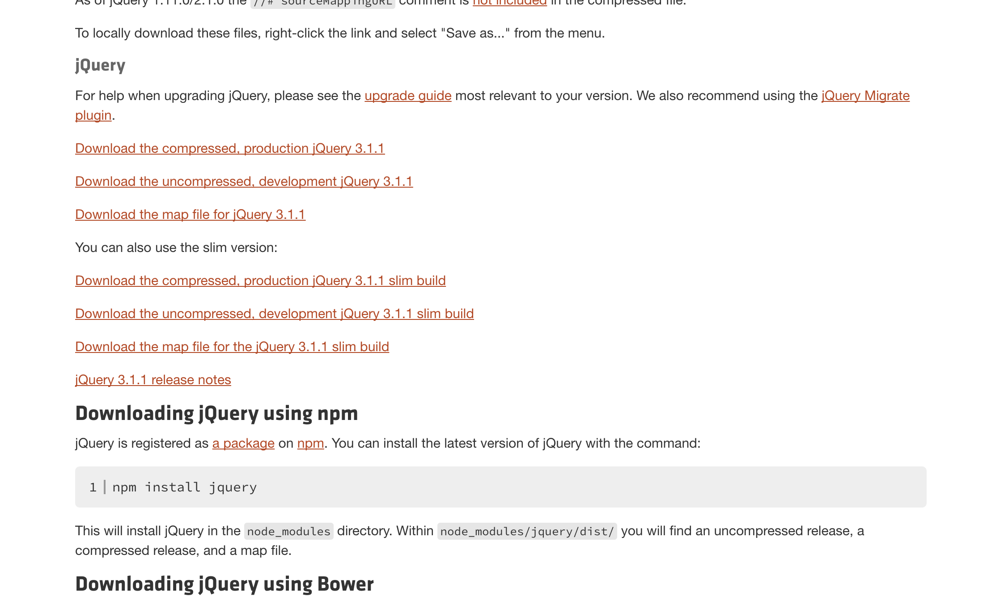 As of jQuery 1.11.0/2.1.0 the //# sourceMappingURL comment is not included in the compressed file.
To locally download these files, right-click the link and select "Save as..." from the menu.
jQuery
For help when upgrading jQuery, please see the upgrade guide most relevant to your version. We also recommend using the jQuery Migrate
plugin.
Download the compressed, production jQuery 3.1.1
Download the uncompressed, development jQuery 3.1.1
Download the map file for jQuery 3.1.1
You can also use the slim version:
Download the compressed, production jQuery 3.1.1 slim build
Download the uncompressed, development jQuery 3.1.1 slim build
Download the map file for the jQuery 3.1.1 slim build
jQuery 3.1.1 release notes
Downloading jQuery using npm
jQuery is registered as a package on npm. You can install the latest version of jQuery with the command:
1 npm install jquery
This will install jQuery in the node_modules directory. Within node_modules/jquery/dist/ you will find an uncompressed release, a
compressed release, and a map file.
Downloading jQuery using Bower